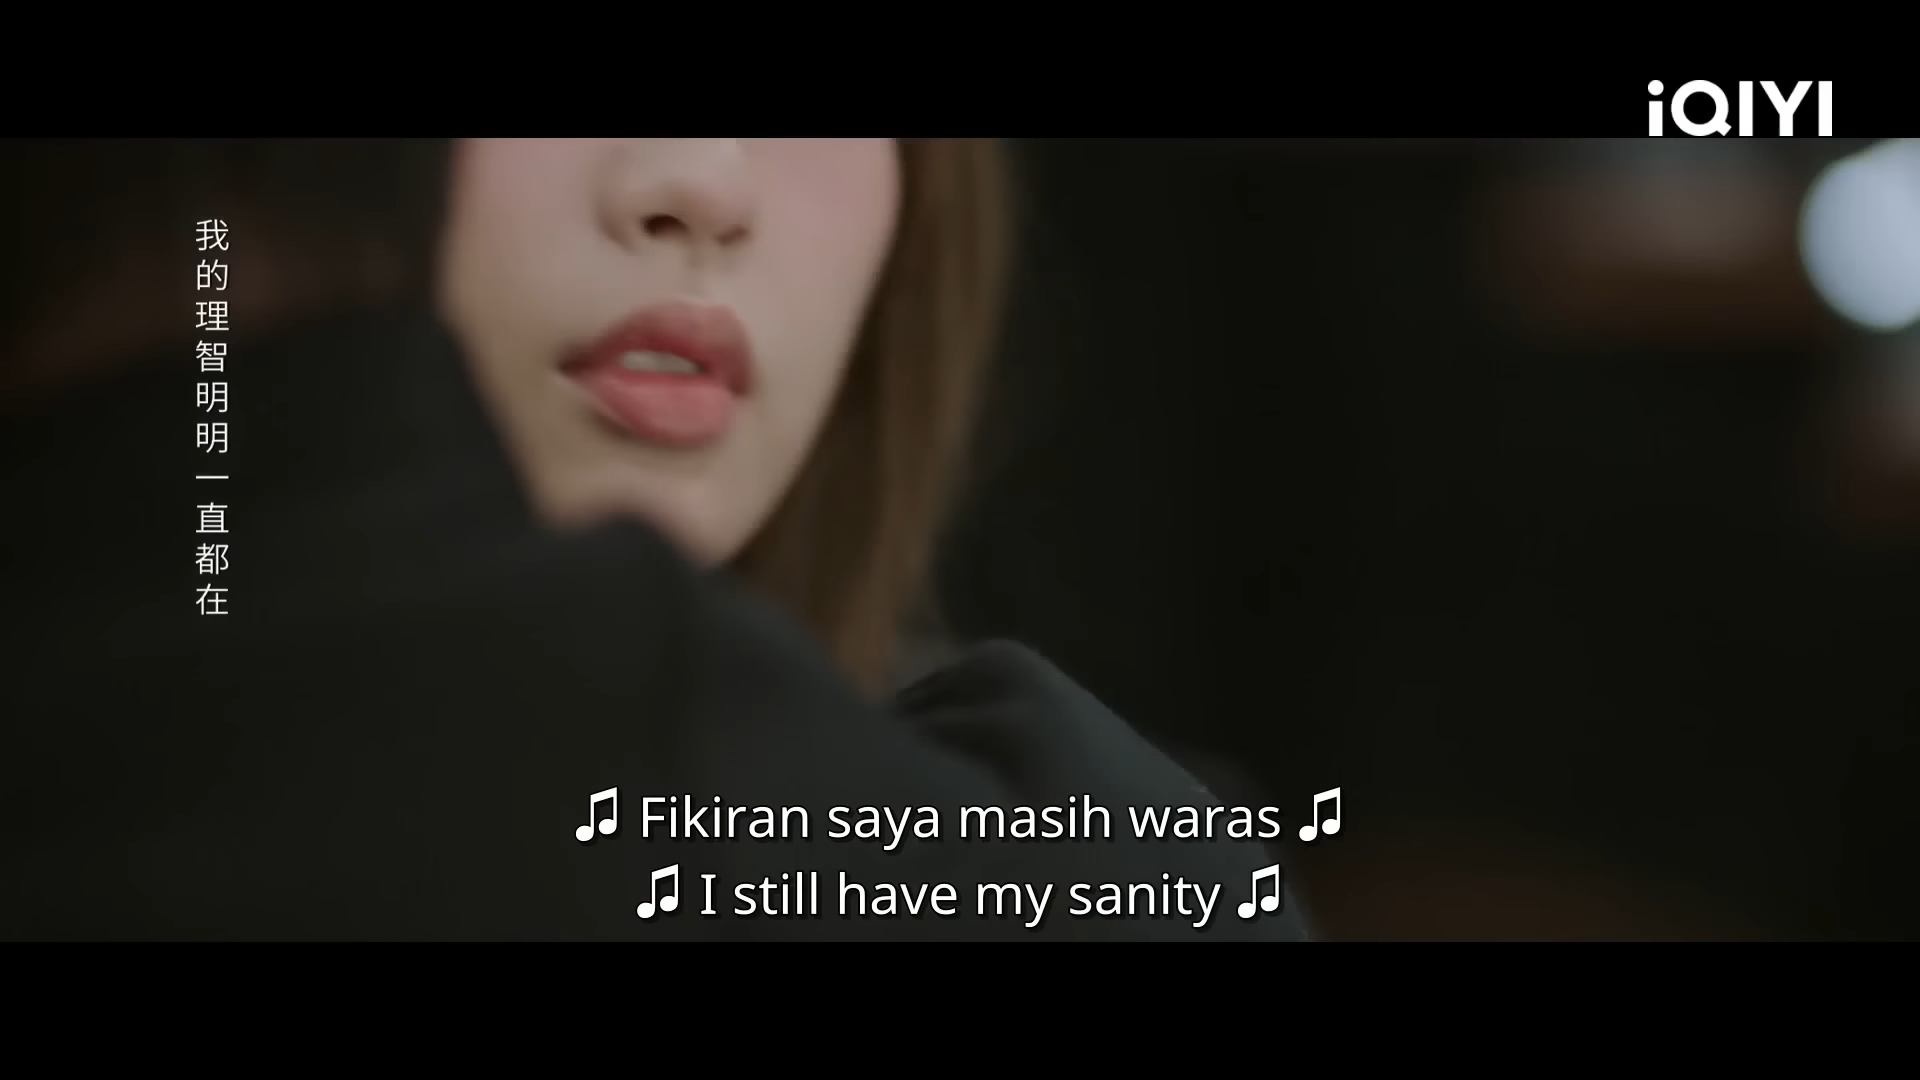 iQIYI
我的理智明明一直都在
♫ Fikiran saya masih waras ♫
♫ I still have my sanity ♫